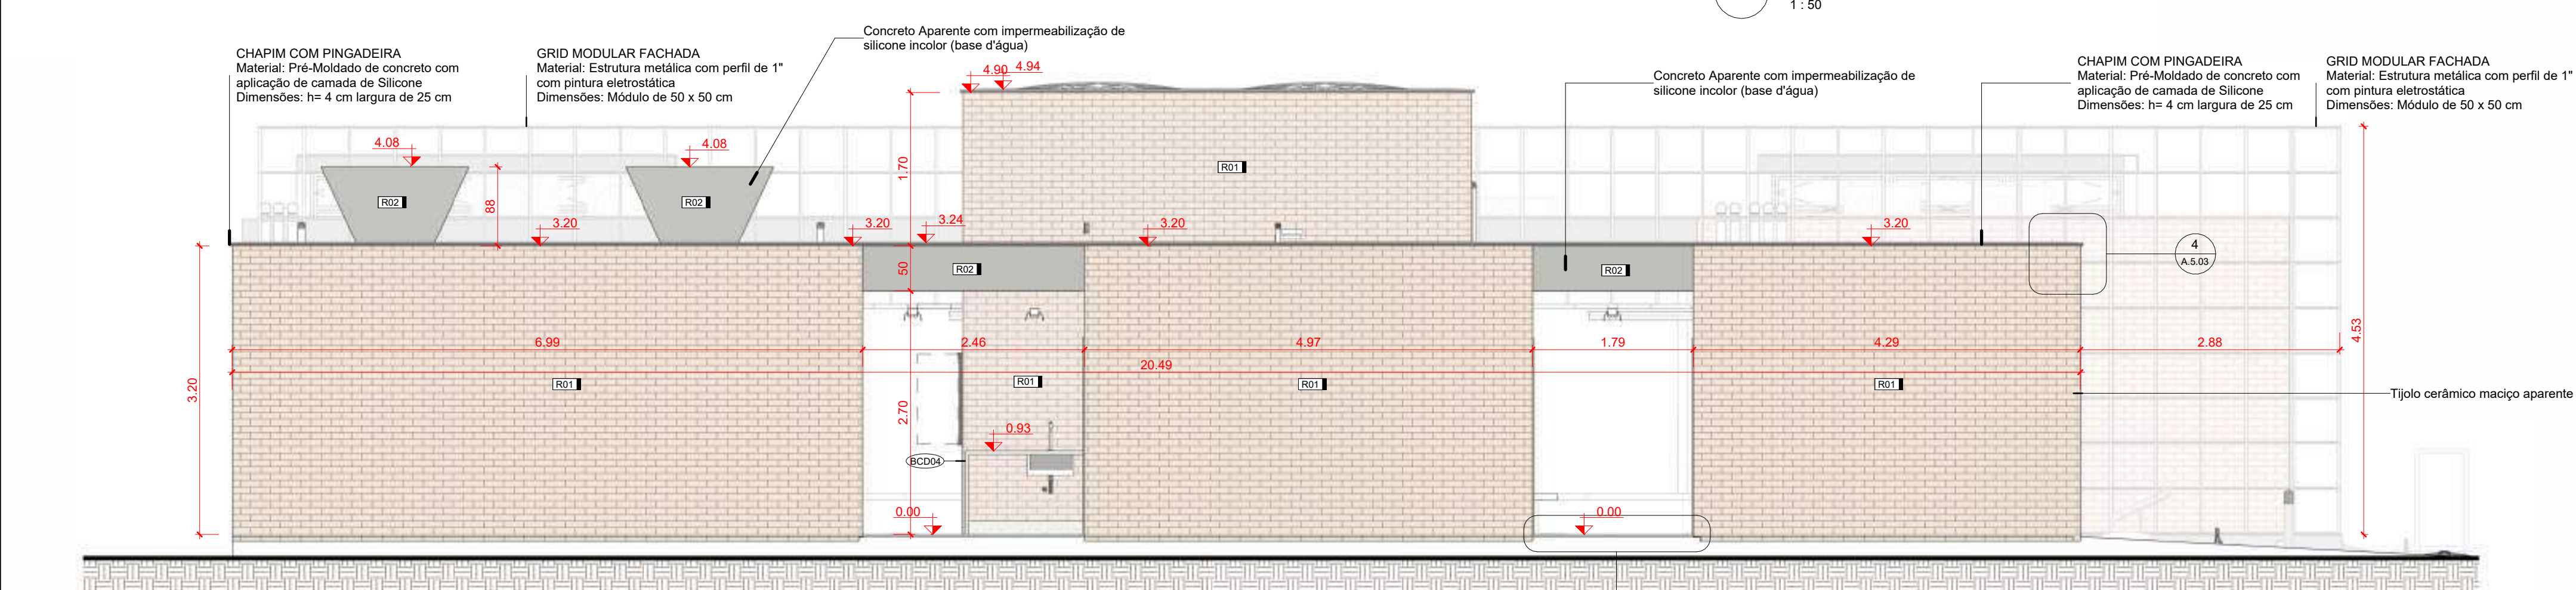 1 : 50
CHAPIM COM PINGADEIRA
Material: Pré-Moldado de concreto com
aplicação de camada de Silicone
Dimensões: h= 4 cm largura de 25 cm
GRID MODULAR FACHADA
Material: Estrutura metálica com perfil de 1"
com pintura eletrostática
Dimensões: Módulo de 50 x 50 cm
Concreto Aparente com impermeabilização de
silicone incolor (base d'água)
Concreto Aparente com impermeabilização de
silicone incolor (base d'água)
CHAPIM COM PINGADEIRA
Material: Pré-Moldado de concreto com
aplicação de camada de Silicone
Dimensões: h= 4 cm largura de 25 cm
GRID MODULAR FACHADA
Material: Estrutura metálica com perfil de 1"
com pintura eletrostática
Dimensões: Módulo de 50 x 50 cm
4.90
4.94
4.08
4.08
1.70
R01
R02
R02
88
3.20
3.20
3.24
3.20
3.20
4
A.5.03
50
R02
R02
4.53
6.99
2.46
4.97
1.79
4.29
2.88
20.49
3.20
R01
R01
R01
R01
Tijolo cerâmico maciço aparente
2.70
0.93
BCD04
0.00
0.00